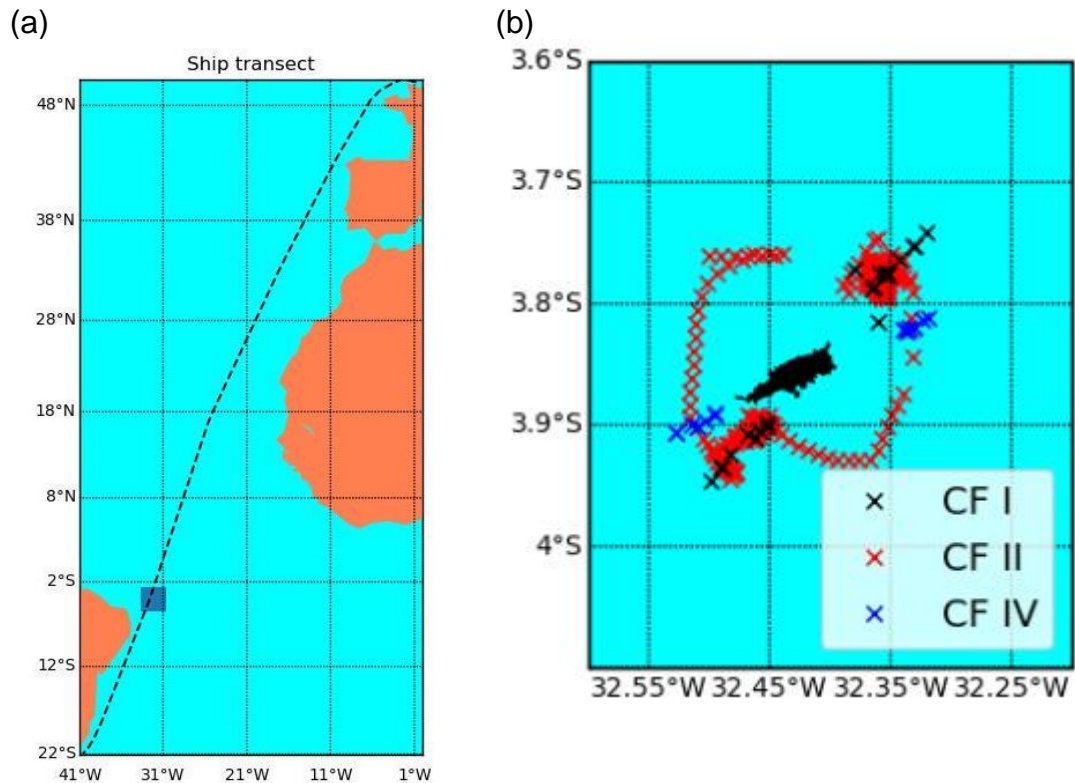 (a)
Ship transect
48°N
38°N
28°N
18°N
8°N
2°S
12°S
22°S
41°W 31°W 21°W 11°W 1°W
(b)
3.6°S
3.7°S
3.8°S
3.9°S
4°S
32.55°W 32.45°W 32.35°W 32.25°W
CF I
CF II
CF IV